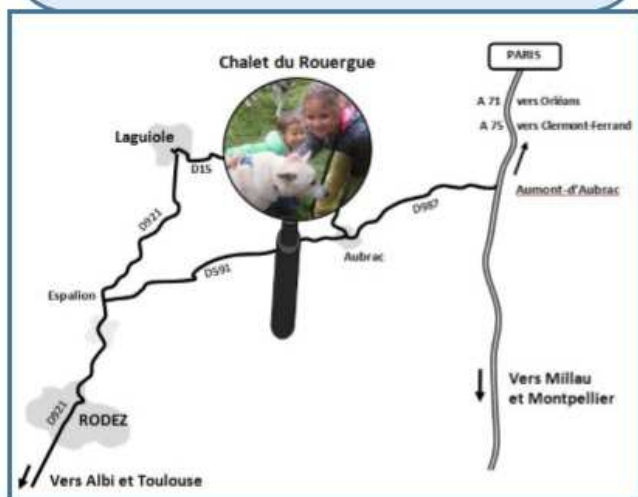 PARIS
Chalet du Rouergue
A 71 vers Orléans
A 75 vers Clermont-Ferrand
Laguiole
D15
Aumont-d'Aubrac
D987
D921
Aubrac
D591
Espalion
D921
RODEZ
Vers Millau
et Montpellier
Vers Albi et Toulouse